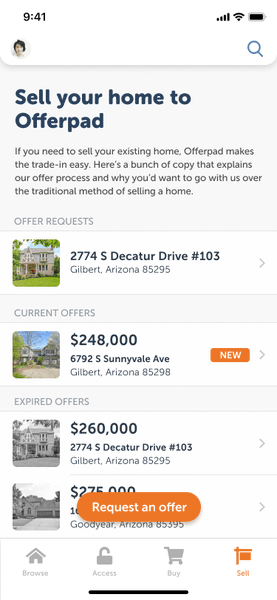 9:41
Sell your home to
Offerpad
If you need to sell your existing home, Offerpad makes
the trade-in easy. Here's a bunch of copy that explains
our offer process and why you'd want to go with us over
the traditional method of selling a home.
OFFER REQUESTS
2774 S Decatur Drive #103
Gilbert, Arizona 85295
CURRENT OFFERS
$248,000
6792 S Sunnyvale Ave
NEW
Gilbert, Arizona 85298
EXPIRED OFFERS
$260,000
2774 S Decatur Drive #103
Gilbert, Arizona 85295
$275,000
Request an offer
Goodyear, Arizona 85395
Browse
Access
Buy
Sell